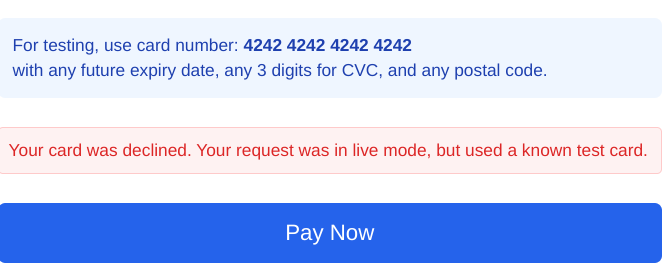 For testing, use card number: 4242 4242 4242 4242
with any future expiry date, any 3 digits for CVC, and any postal code.
Your card was declined. Your request was in live mode, but used a known test card.
Pay Now